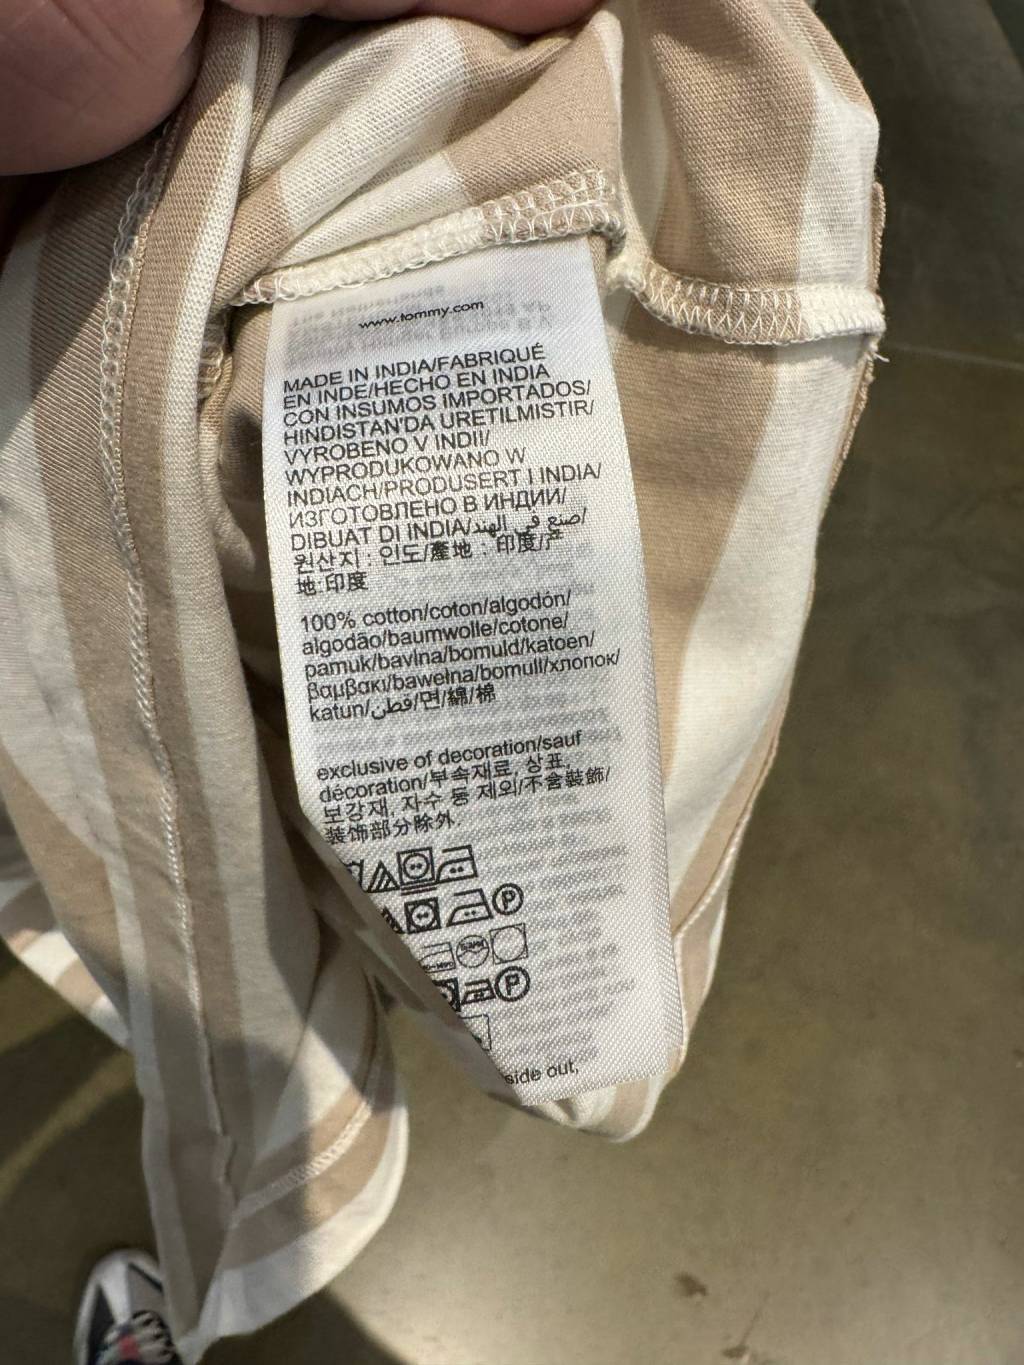 www.tommy.com
MADE IN INDIA/FABRIQUÉ
EN INDE/HECHO EN INDIA
CON INSUMOS IMPORTADOS/
HINDISTAN'DA URETILMISTIR/
VYROBENO V INDII/
WYPRODUKOWANO W
INDIACH/PRODUSERT I INDIA/
ИЗГОТОВЛЕНО В ИНДИИ/
DIBUAT DI INDIA/صنع في الهند/
원산지 : 인도/產地 : 印度/产
地:印度
100% cotton/coton/algodón/
algodão/baumwolle/cotone/
pamuk/bavlna/bomuld/katoen/
βαμβακι/bawełna/bomull/хлопок/
katun/قطن/면/綿/棉
exclusive of decoration/sauf
décoration/부속재료, 상표,
보강재, 자수 등 제외/不含裝飾/
装饰部分除外.
P
P
side out,